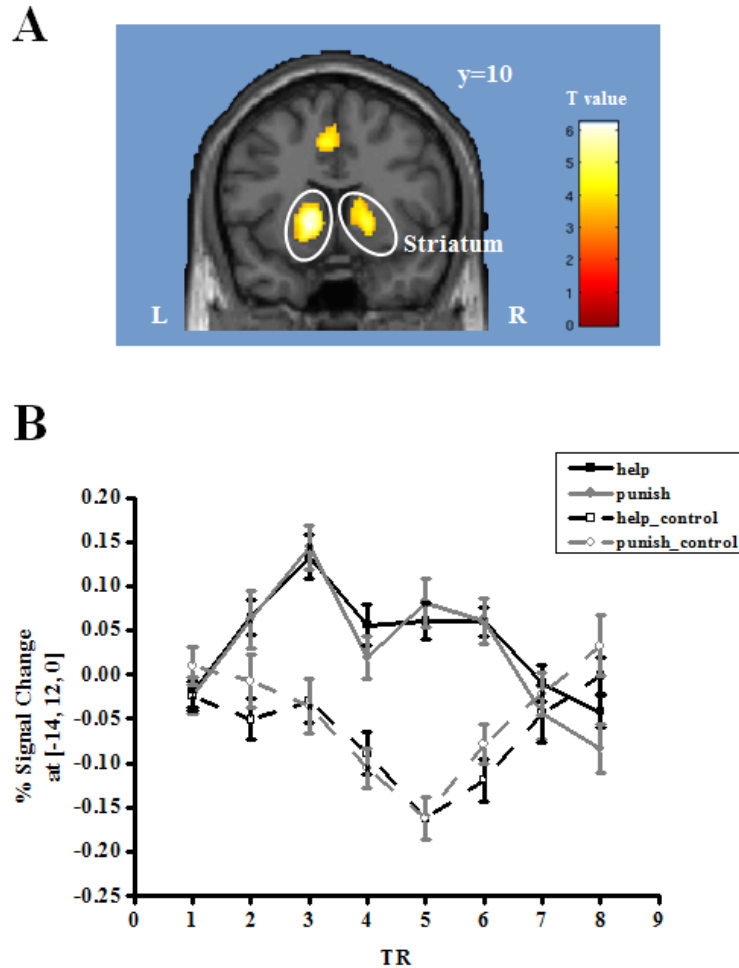 A
y=10
T value
6
5
4
3
2
1
0
Striatum
L
R
B
help
punish
help_control
punish_control
0.20
0.15
0.10
0.05
0.00
-0.05
-0.10
-0.15
-0.20
-0.25
% Signal Change
at [-14, 12, 0]
0 1 2 3 4 5 6 7 8 9
TR